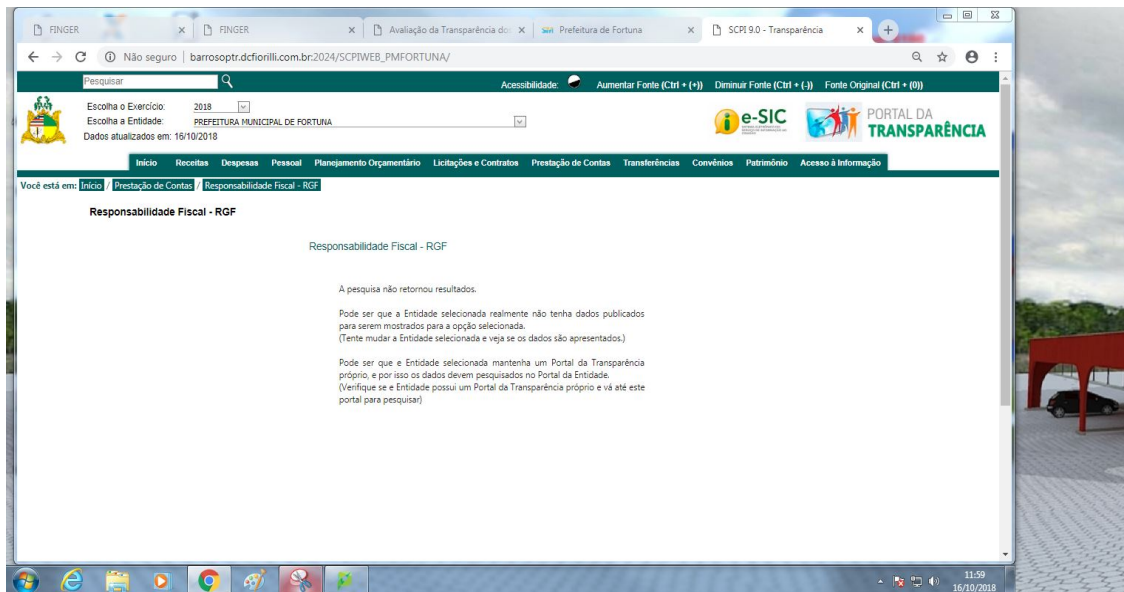 FINGER
FINGER
Avaliação da Transparência dos
Prefeitura de Fortuna
SCPI 9.0 - Transparência
Não seguro | barrosoptr.dcfiorilli.com.br:2024/SCPIWEB_PMFORTUNA/
Pesquisar
Acessibilidade:
Aumentar Fonte (Ctrl + (+))
Diminuir Fonte (Ctrl + (-))
Fonte Original (Ctrl + (0))
Escolha o Exercício: 2018
Escolha a Entidade: PREFEITURA MUNICIPAL DE FORTUNA
Dados atualizados em: 16/10/2018
e-SIC
PORTAL DA
TRANSPARÊNCIA
Início Receitas Despesas Pessoal Planejamento Orçamentário Licitações e Contratos Prestação de Contas Transferências Convênios Patrimônio Acesso à Informação
Você está em: Início / Prestação de Contas / Responsabilidade Fiscal - RGF
Responsabilidade Fiscal - RGF
Responsabilidade Fiscal - RGF
A pesquisa não retornou resultados.
Pode ser que a Entidade selecionada realmente não tenha dados publicados
para serem mostrados para a opção selecionada.
(Tente mudar a Entidade selecionada e veja se os dados são apresentados.)
Pode ser que e Entidade selecionada mantenha um Portal da Transparência
próprio, e por isso os dados devem pesquisados no Portal da Entidade.
(Verifique se e Entidade possui um Portal da Transparência próprio e vá até este
portal para pesquisar)
11:59
16/10/2018